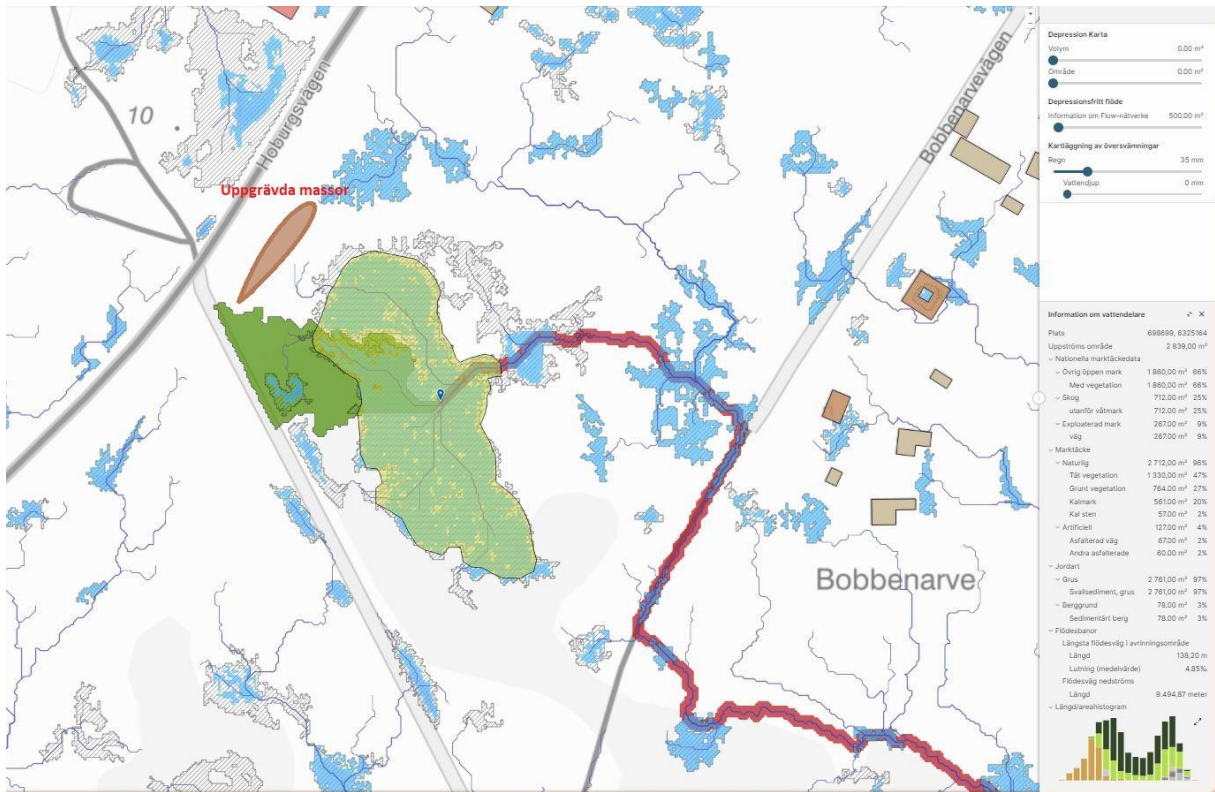 10
Hoburgsvägen
Bobbenarvevägen
Uppgrävda massor
Bobbenarve
Depression Karta
Volym 0.00 m³
Område 0.00 m²
Depressionsfritt flöde
Information om Flow-nätverke 500.00 m²
Kartläggning av översvämningar
Regn 35 mm
Vattendjup 0 mm
Information om vattendelare
Plats 698699, 6325164
Uppströms område 2 839,00 m²
Nationella marktäckedata
Övrig öppen mark 1 860,00 m² 66%
Med vegetation 1 860,00 m² 66%
Skog 712.00 m² 25%
utanför våtmark 712.00 m² 25%
Exploaterad mark 267.00 m² 9%
väg 267.00 m² 9%
Marktäcke
Naturlig 2 712,00 m² 96%
Tät vegetation 1 330,00 m² 47%
Grunt vegetation 764.00 m² 27%
Kalmark 561.00 m² 20%
Kal sten 57.00 m² 2%
Artificiell 127.00 m² 4%
Asfalterad väg 67.00 m² 2%
Andra asfalterade 60.00 m² 2%
Jordart
Grus 2 761,00 m² 97%
Svallsediment, grus 2 761,00 m² 97%
Berggrund 78.00 m² 3%
Sedimentärt berg 78.00 m² 3%
Flödesbanor
Längsta flödesväg i avrinningsområde
Längd 138,20 m
Lutning (medelvärde) 4.85%
Flödesväg nedströms
Längd 9.494,87 meter
Längd/areahistogram